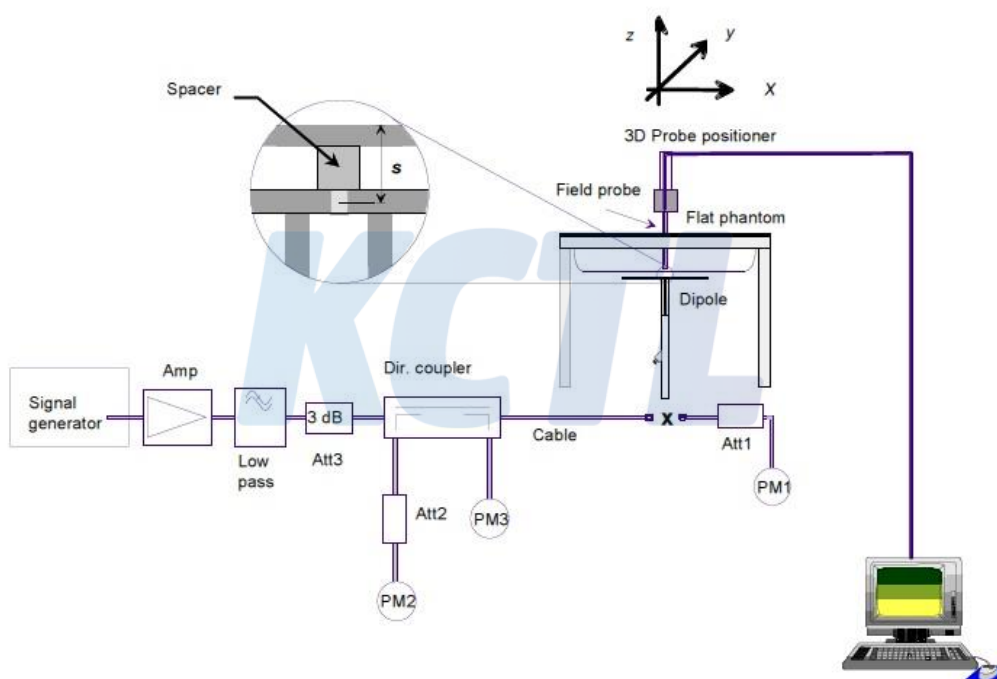 z
y
X
Spacer
s
3D Probe positioner
Field probe
Flat phantom
Dipole
KCTL
Signal
generator
Amp
Low
pass
3 dB
Att3
Dir. coupler
Cable
X
Att1
PM1
Att2
PM3
PM2